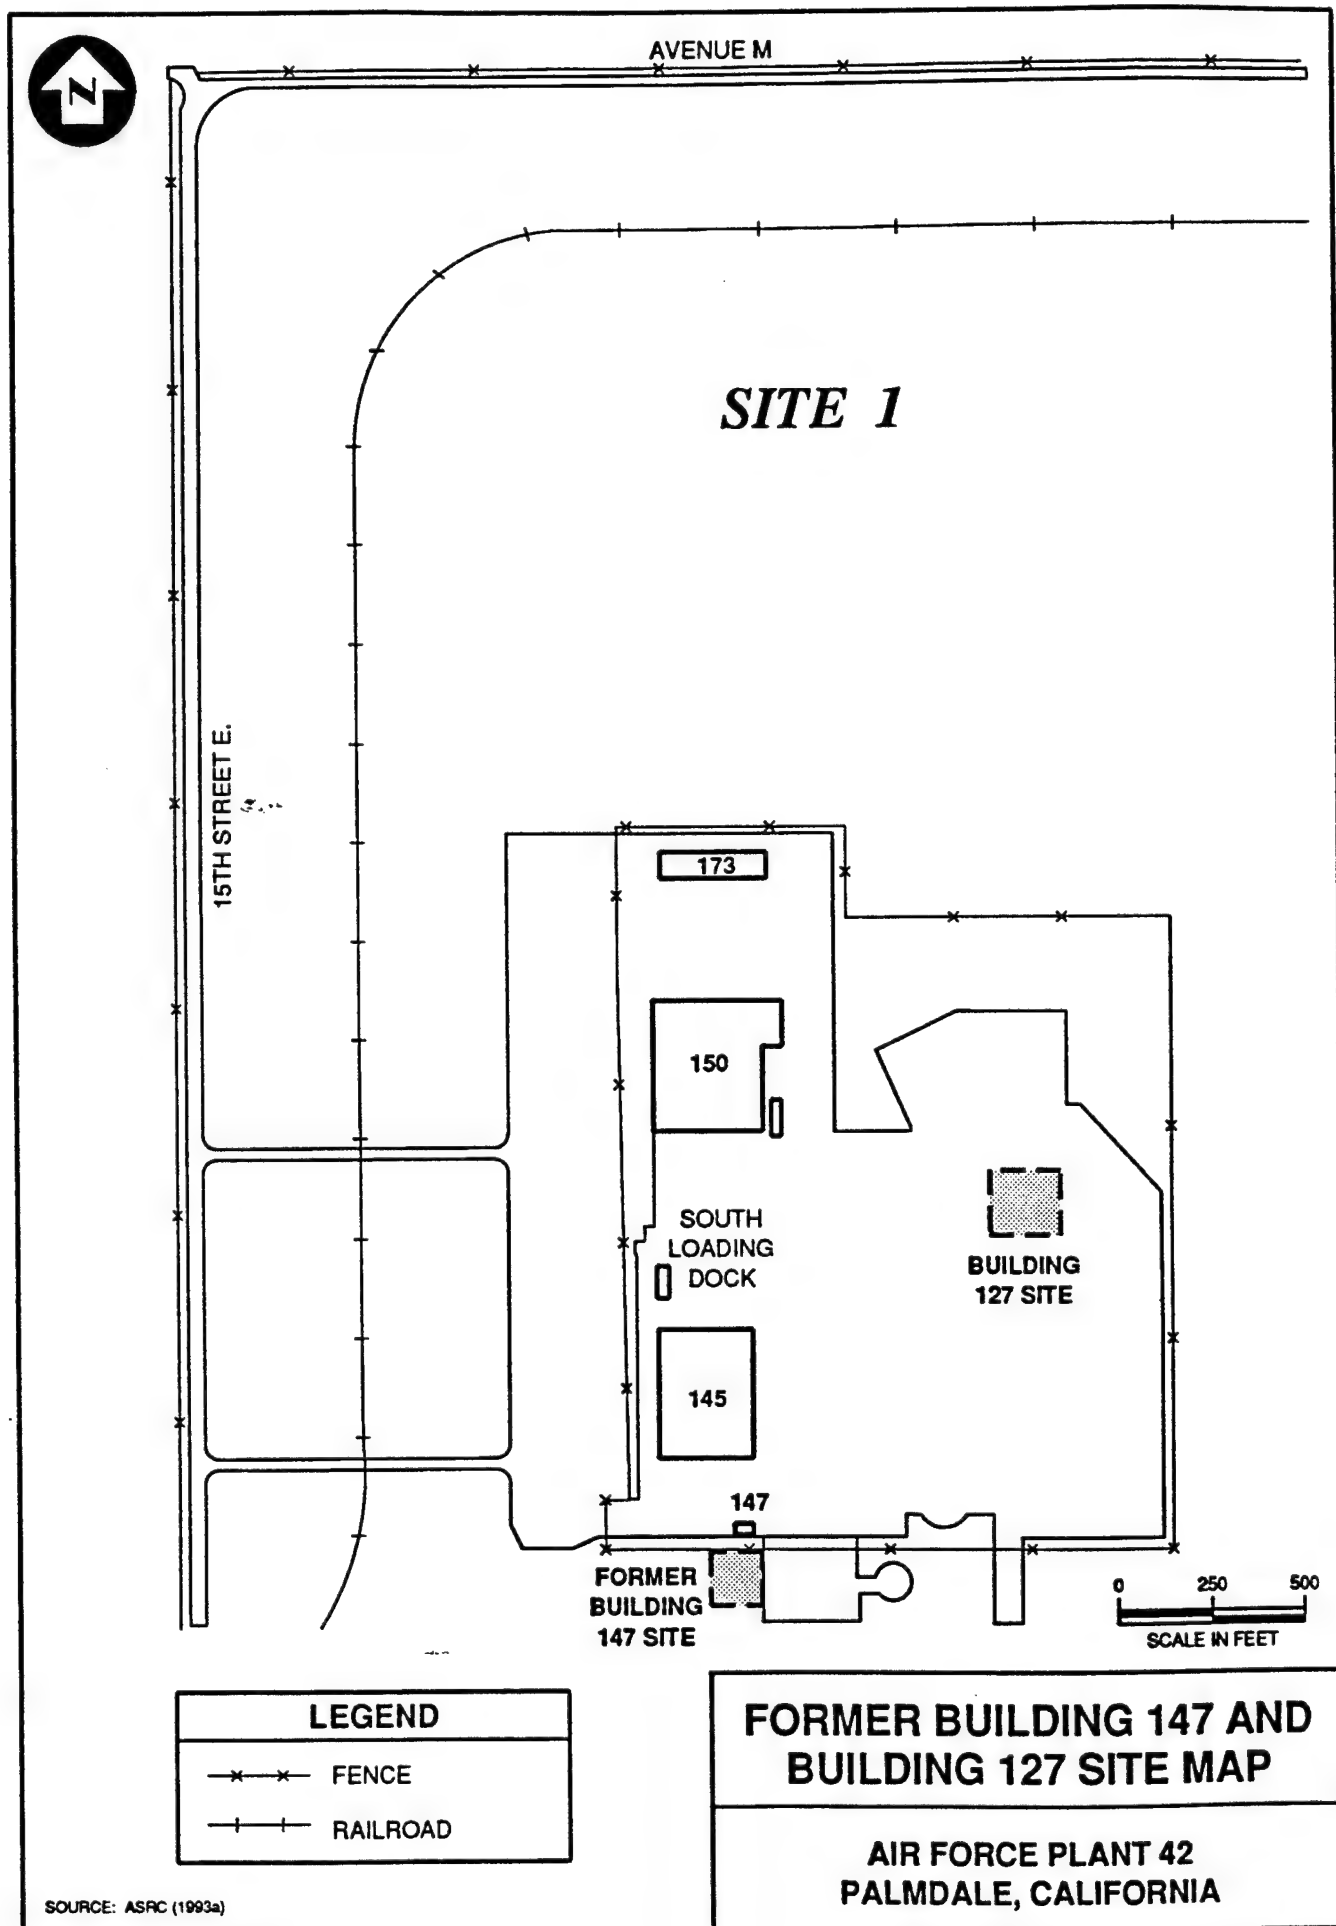 N
AVENUE M
SITE 1
15TH STREET E.
173
150
SOUTH
LOADING
DOCK
BUILDING
127 SITE
145
147
FORMER
BUILDING
147 SITE
0 250 500
SCALE IN FEET
LEGEND
FENCE
RAILROAD
FORMER BUILDING 147 AND
BUILDING 127 SITE MAP
AIR FORCE PLANT 42
PALMDALE, CALIFORNIA
SOURCE: ASRC (1993a)